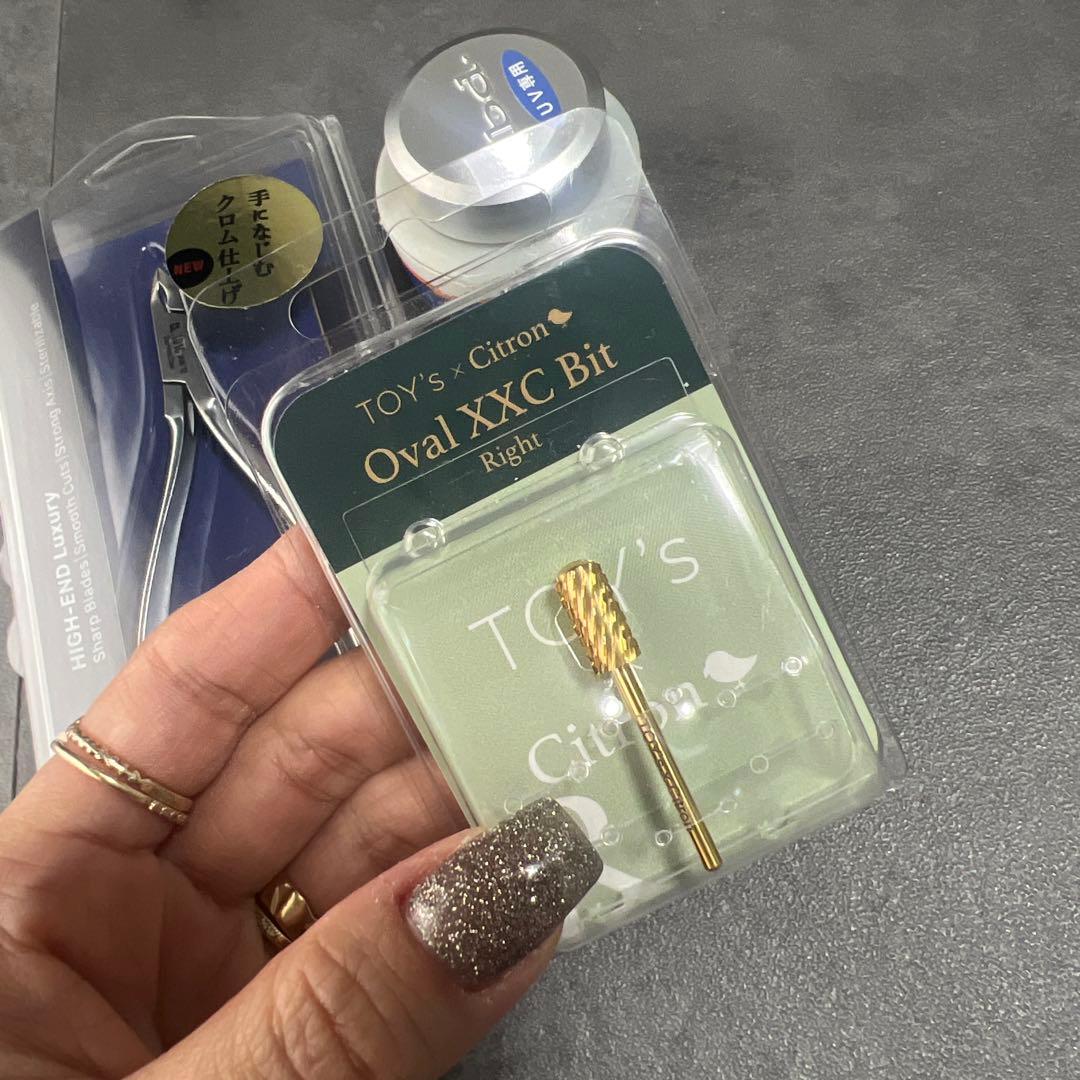 UV専用
手になじむ
クロム仕上げ
NEW
HIGH-END Luxury
Sharp Blades|Smooth Cuts|Strong Axis|Sterilizable
TOY's × Citron
Oval XXC Bit
Right
TOY's
Citron
R